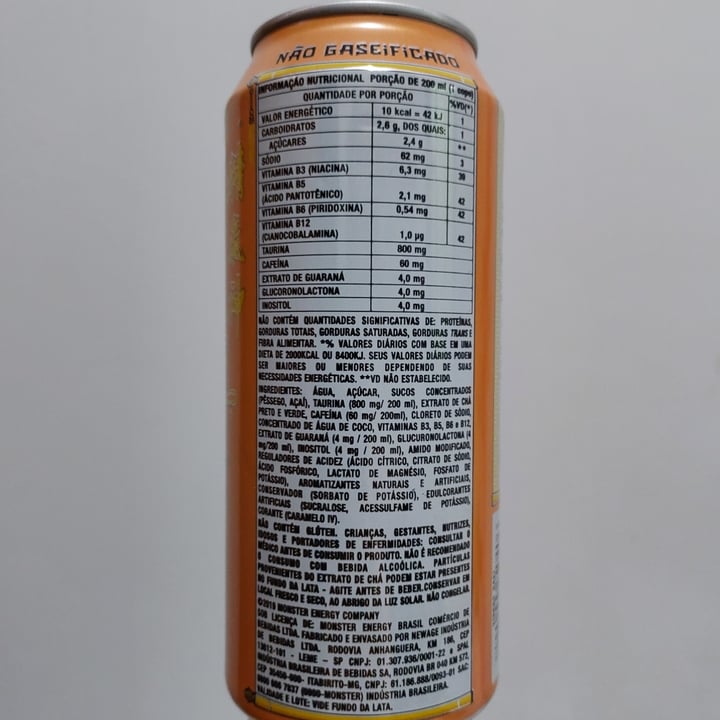 NÃO GASEIFICADO
INFORMAÇÃO NUTRICIONAL PORÇÃO DE 200 ml (1 copo)
QUANTIDADE POR PORÇÃO %VD(*)
VALOR ENERGÉTICO 10 kcal = 42 kJ 1
CARBOIDRATOS 2,6 g, DOS QUAIS: 1
AÇÚCARES 2,4 g **
SÓDIO 62 mg 3
VITAMINA B3 (NIACINA) 6,3 mg 39
VITAMINA B5
(ÁCIDO PANTOTÊNICO) 2,1 mg 42
VITAMINA B6 (PIRIDOXINA) 0,54 mg 42
VITAMINA B12
(CIANOCOBALAMINA) 1,0 µg 42
TAURINA 800 mg
CAFEÍNA 60 mg
EXTRATO DE GUARANÁ 4,0 mg
GLUCORONOLACTONA 4,0 mg
INOSITOL 4,0 mg
NÃO CONTÉM QUANTIDADES SIGNIFICATIVAS DE: PROTEÍNAS,
GORDURAS TOTAIS, GORDURAS SATURADAS, GORDURAS TRANS E
FIBRA ALIMENTAR. *% VALORES DIÁRIOS COM BASE EM UMA
DIETA DE 2000KCAL OU 8400KJ. SEUS VALORES DIÁRIOS PODEM
SER MAIORES OU MENORES DEPENDENDO DE SUAS
NECESSIDADES ENERGÉTICAS. **VD NÃO ESTABELECIDO.
INGREDIENTES: ÁGUA, AÇÚCAR, SUCOS CONCENTRADOS
(PÊSSEGO, AÇAÍ), TAURINA (800 mg/ 200 ml), EXTRATO DE CHÁ
PRETO E VERDE, CAFEÍNA (60 mg/ 200ml), CLORETO DE SÓDIO,
CONCENTRADO DE ÁGUA DE COCO, VITAMINAS B3, B5, B6 e B12,
EXTRATO DE GUARANÁ (4 mg / 200 ml), GLUCURONOLACTONA (4
mg/200 ml), INOSITOL (4 mg / 200 ml), AMIDO MODIFICADO,
REGULADORES DE ACIDEZ (ÁCIDO CÍTRICO, CITRATO DE SÓDIO,
ÁCIDO FOSFÓRICO, LACTATO DE MAGNÉSIO, FOSFATO DE
POTÁSSIO), AROMATIZANTES NATURAIS E ARTIFICIAIS,
CONSERVADOR (SORBATO DE POTÁSSIO), EDULCORANTES
ARTIFICIAIS (SUCRALOSE, ACESSULFAME DE POTÁSSIO),
CORANTE (CARAMELO IV).
NÃO CONTÉM GLÚTEN. CRIANÇAS, GESTANTES, NUTRIZES,
IDOSOS E PORTADORES DE ENFERMIDADES: CONSULTAR O
MÉDICO ANTES DE CONSUMIR O PRODUTO. NÃO É RECOMENDADO
O CONSUMO COM BEBIDA ALCOÓLICA. PARTÍCULAS
PROVENIENTES DO EXTRATO DE CHÁ PODEM ESTAR PRESENTES
NO FUNDO DA LATA - AGITE ANTES DE BEBER. CONSERVAR EM
LOCAL FRESCO E SECO, AO ABRIGO DA LUZ SOLAR. NÃO CONGELAR.
©2019 MONSTER ENERGY COMPANY
SOB LICENÇA DE: MONSTER ENERGY BRASIL COMÉRCIO DE
BEBIDAS LTDA. FABRICADO E ENVASADO POR NEWAGE INDÚSTRIA
DE BEBIDAS LTDA. RODOVIA ANHANGUERA, KM 186, CEP
13612-101 - LEME - SP CNPJ: 01.307.936/0001-22 e SPAL
INDÚSTRIA BRASILEIRA DE BEBIDAS SA, RODOVIA BR 040 KM 572,
CEP 35450-000- ITABIRITO-MG, CNPJ: 61.186.888/0093-01 SAC:
0800 666 7837 (0800-MONSTER) INDÚSTRIA BRASILEIRA.
VALIDADE E LOTE: VIDE FUNDO DA LATA.